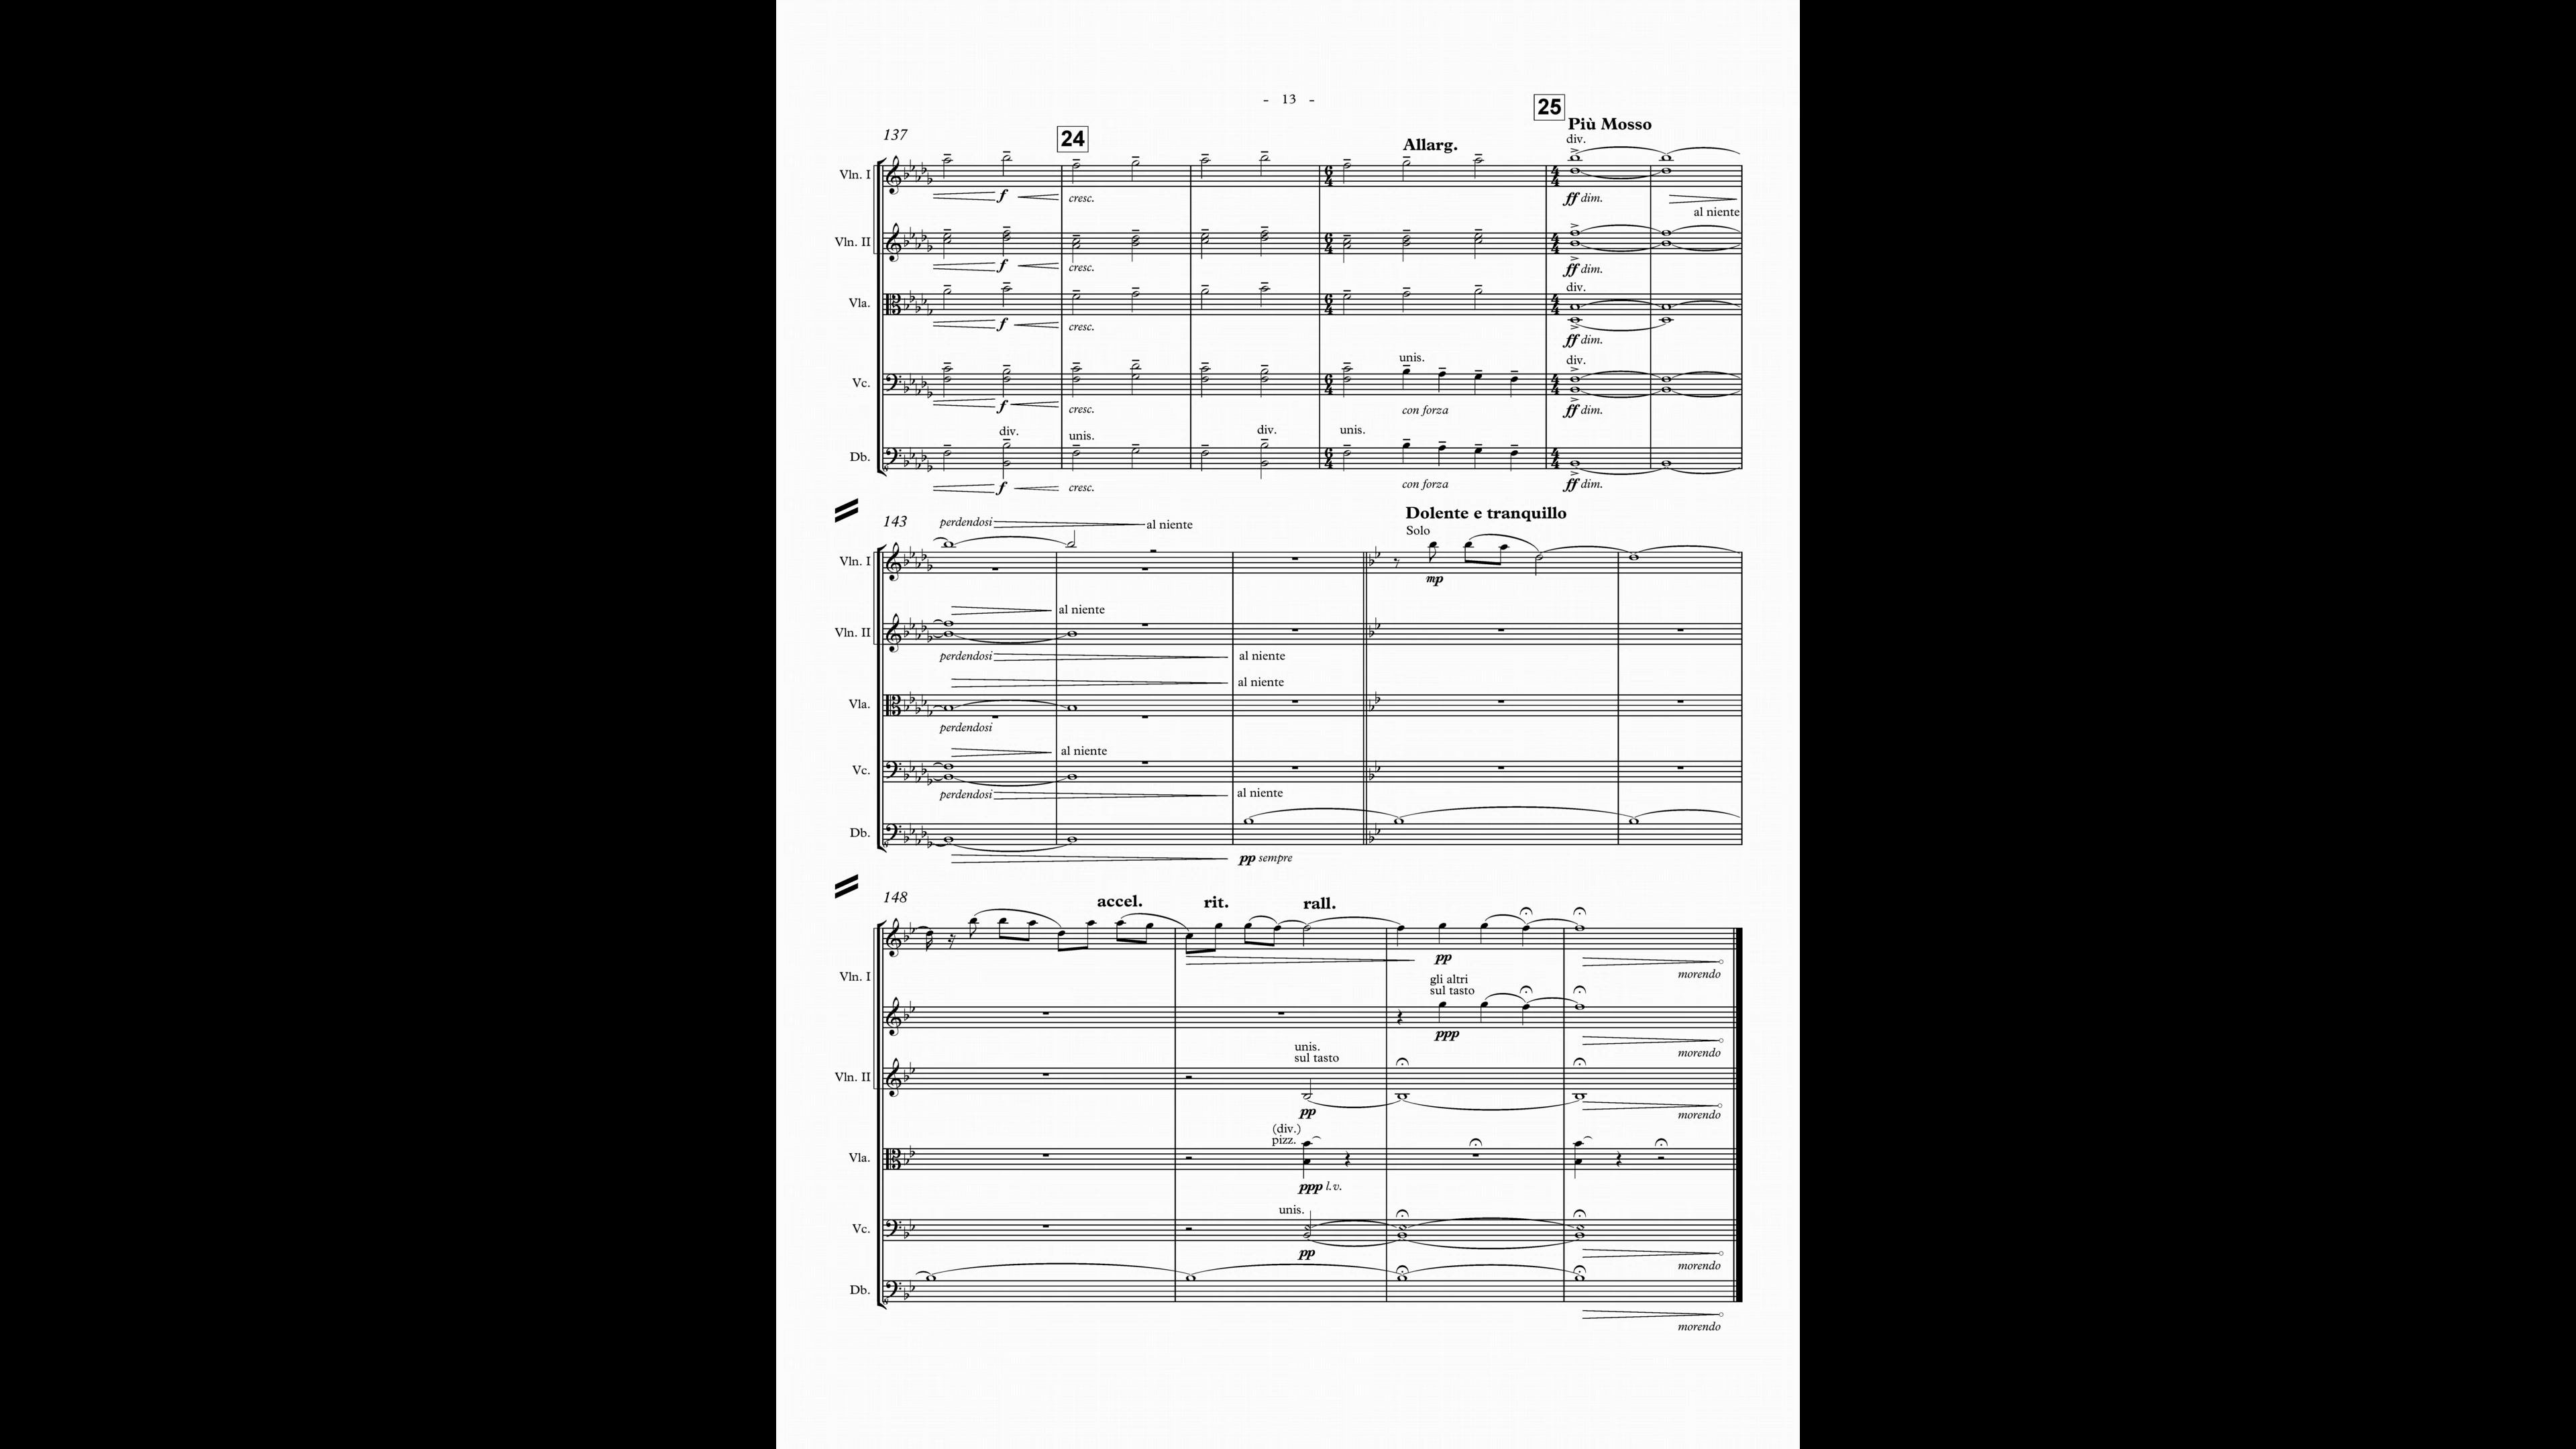 - 13 -
25
137
24
Allarg.
Più Mosso
div.
Vln. I
f
cresc.
ff dim.
al niente
Vln. II
f
cresc.
ff dim.
div.
Vla.
f
cresc.
ff dim.
unis.
div.
Vc.
f
cresc.
con forza
ff dim.
div.
unis.
div.
unis.
Db.
f
cresc.
con forza
ff dim.
Dolente e tranquillo
143
perdendosi
al niente
Solo
Vln. I
mp
al niente
Vln. II
perdendosi
al niente
al niente
Vla.
perdendosi
al niente
Vc.
perdendosi
al niente
Db.
pp sempre
148
accel.
rit.
rall.
pp
morendo
Vln. I
gli altri
sul tasto
ppp
morendo
unis.
sul tasto
Vln. II
pp
morendo
(div.)
pizz.
Vla.
ppp l.v.
unis.
Vc.
pp
morendo
Db.
morendo